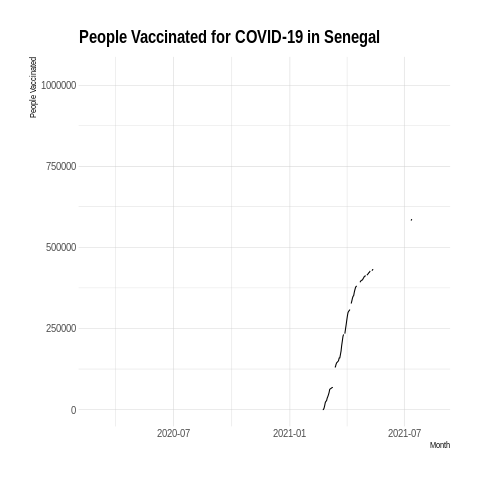 People Vaccinated for COVID-19 in Senegal
People Vaccinated
1000000
750000
500000
250000
0
2020-07
2021-01
2021-07
Month